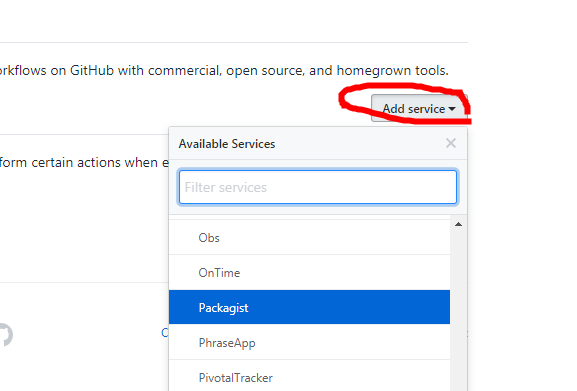 orkflows on GitHub with commercial, open source, and homegrown tools.
Add service
form certain actions when e
Available Services
Filter services
Obs
OnTime
Packagist
PhraseApp
PivotalTracker